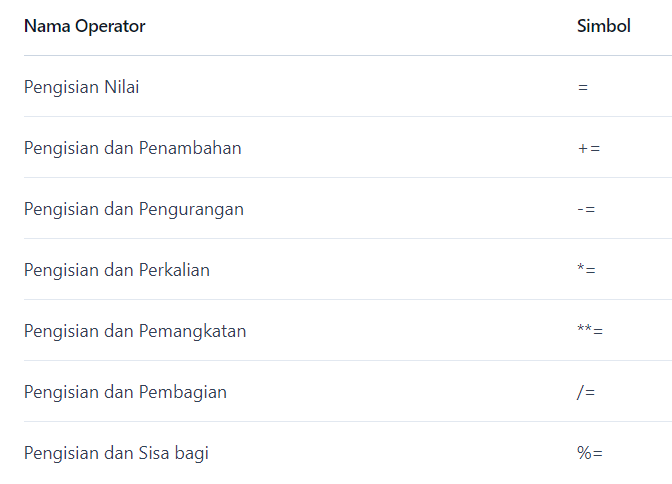 Nama Operator Simbol
Pengisian Nilai =
Pengisian dan Penambahan +=
Pengisian dan Pengurangan -=
Pengisian dan Perkalian *=
Pengisian dan Pemangkatan **=
Pengisian dan Pembagian /=
Pengisian dan Sisa bagi %=